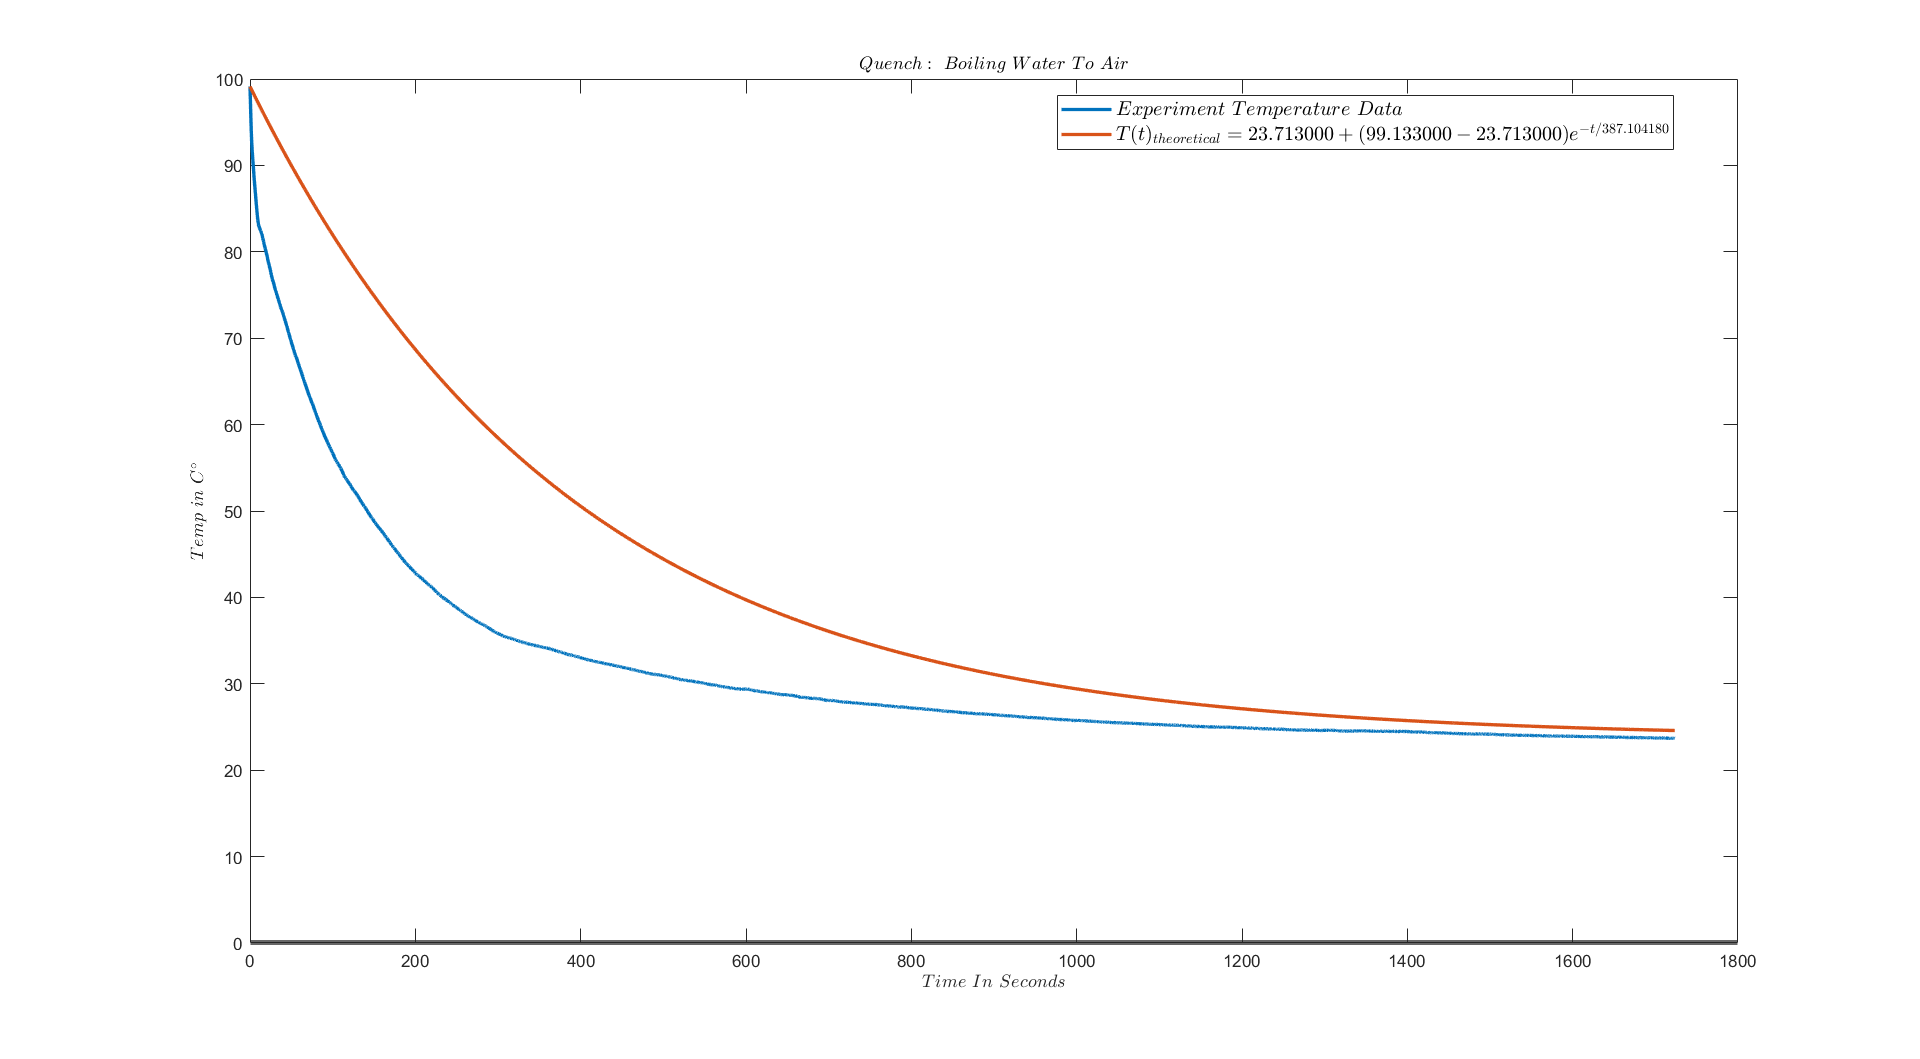 Quench : Boiling Water To Air
Experiment Temperature Data
T(t)theoretical = 23.713000 + (99.133000 − 23.713000)e−t/387.104180
100
90
80
70
60
50
40
30
20
10
0
Temp in C°
0 200 400 600 800 1000 1200 1400 1600 1800
Time In Seconds